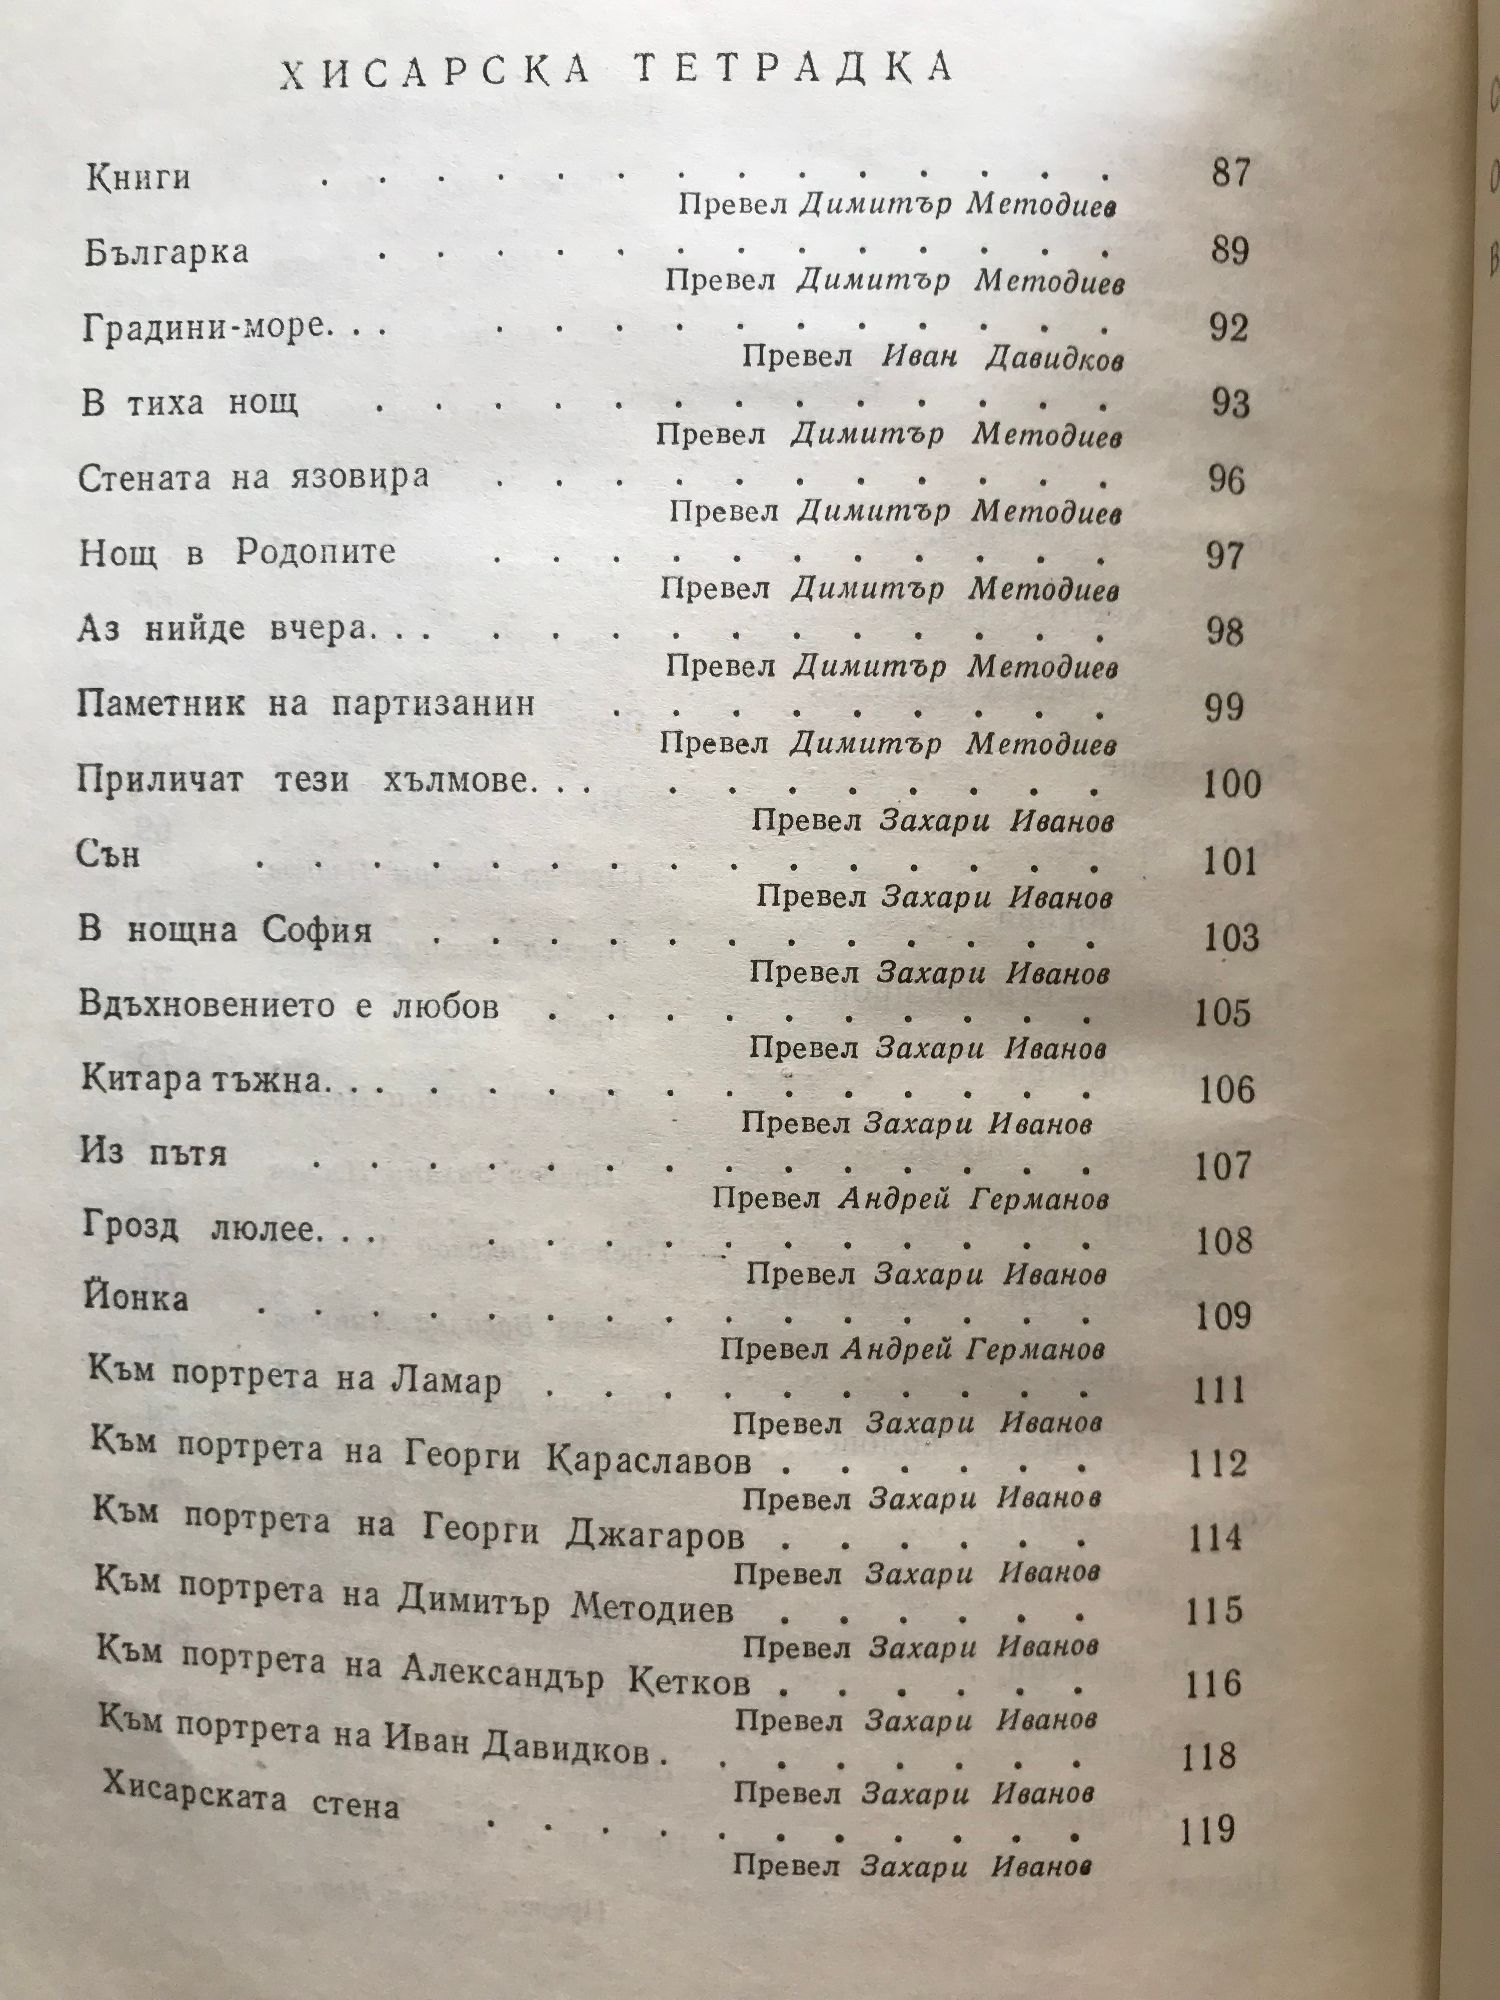 ХИСАРСКА ТЕТРАДКА
Книги . . . . . . . . . . . . . . 87
Превел Димитър Методиев
Българка . . . . . . . . . . . . . 89
Превел Димитър Методиев
Градини-море. . . . . . . . . . . . . . 92
Превел Иван Давидков
В тиха нощ . . . . . . . . . . . . . 93
Превел Димитър Методиев
Стената на язовира . . . . . . . . . . . 96
Превел Димитър Методиев
Нощ в Родопите . . . . . . . . . . . 97
Превел Димитър Методиев
Аз нийде вчера. . . . . . . . . . . . . . 98
Превел Димитър Методиев
Паметник на партизанин . . . . . . . . . 99
Превел Димитър Методиев
Приличат тези хълмове. . . . . . . . . . . 100
Превел Захари Иванов
Сън . . . . . . . . . . . . . . . 101
Превел Захари Иванов
В нощна София . . . . . . . . . . . . 103
Превел Захари Иванов
Вдъхновението е любов . . . . . . . . . . 105
Превел Захари Иванов
Китара тъжна. . . . . . . . . . . . . . . 106
Превел Захари Иванов
Из пътя . . . . . . . . . . . . . . 107
Превел Андрей Германов
Грозд люлее. . . . . . . . . . . . . . 108
Превел Захари Иванов
Йонка . . . . . . . . . . . . . . . 109
Превел Андрей Германов
Към портрета на Ламар . . . . . . . . . . 111
Превел Захари Иванов
Към портрета на Георги Караславов . . . . . . 112
Превел Захари Иванов
Към портрета на Георги Джагаров . . . . . . 114
Превел Захари Иванов
Към портрета на Димитър Методиев . . . . . . 115
Превел Захари Иванов
Към портрета на Александър Кетков . . . . . . 116
Превел Захари Иванов
Към портрета на Иван Давидков . . . . . . . . 118
Превел Захари Иванов
Хисарската стена . . . . . . . . . . . 119
Превел Захари Иванов